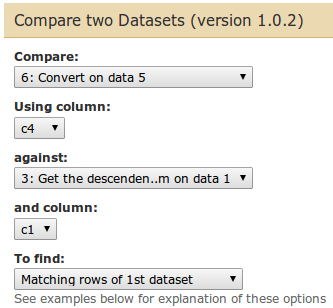 Compare two Datasets (version 1.0.2)
Compare:
6: Convert on data 5
Using column:
c4
against:
3: Get the descenden..m on data 1
and column:
c1
To find:
Matching rows of 1st dataset
See examples below for explanation of these options